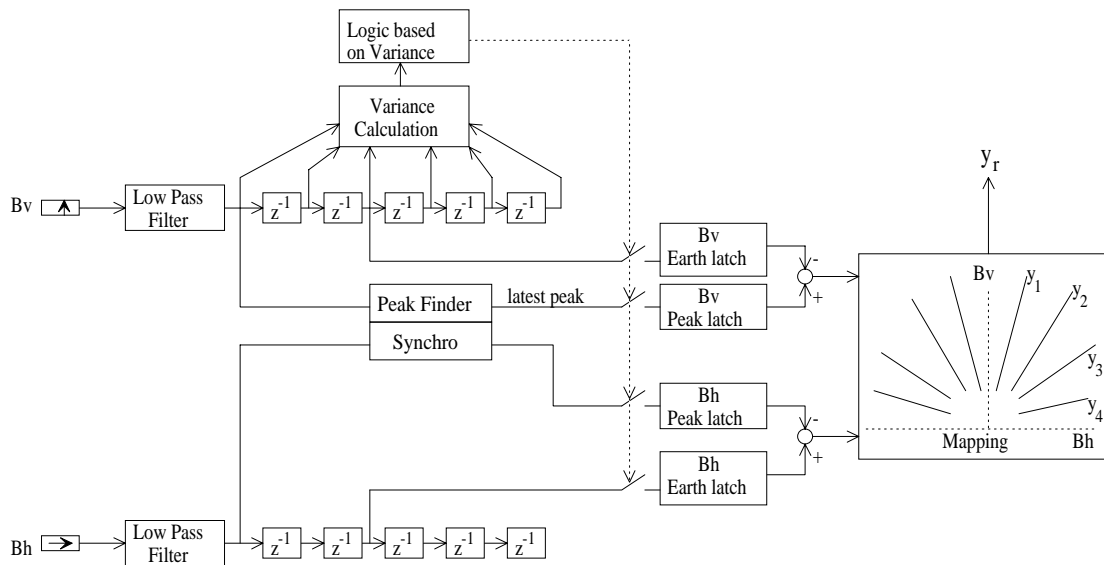 Logic based
on Variance
Variance
Calculation
Bv
Low Pass
Filter
z-1
z-1
z-1
z-1
z-1
Bv
Earth latch
-
+
Peak Finder
latest peak
Bv
Peak latch
Synchro
Bh
Peak latch
-
+
Bh
Earth latch
yr
Bv
y1
y2
y3
y4
Mapping
Bh
Bh
Low Pass
Filter
z-1
z-1
z-1
z-1
z-1